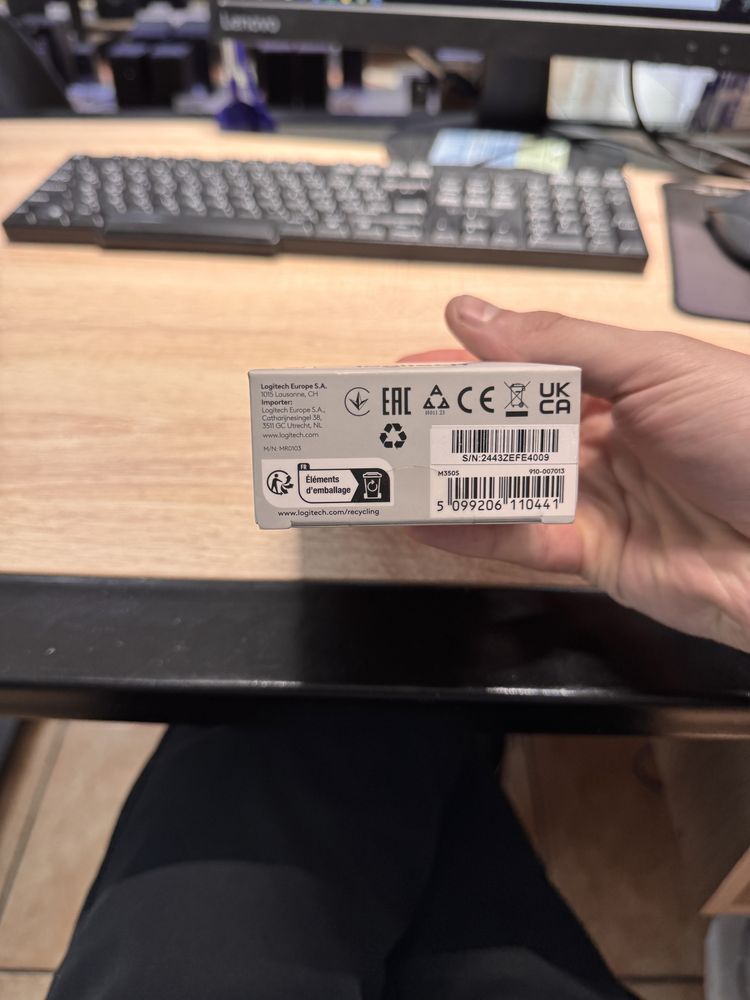 Lenovo
Logitech Europe S.A.
1015 Lausanne, CH
Importer:
Logitech Europe S.A.,
Catharijnesingel 38,
3511 GC Utrecht, NL
www.logitech.com
M/N: MR0103
EAC
CE
UK
CA
S/N:2443ZEFE4009
M350S 910-007013
5 099206 110441
FR
Éléments
d'emballage
www.logitech.com/recycling